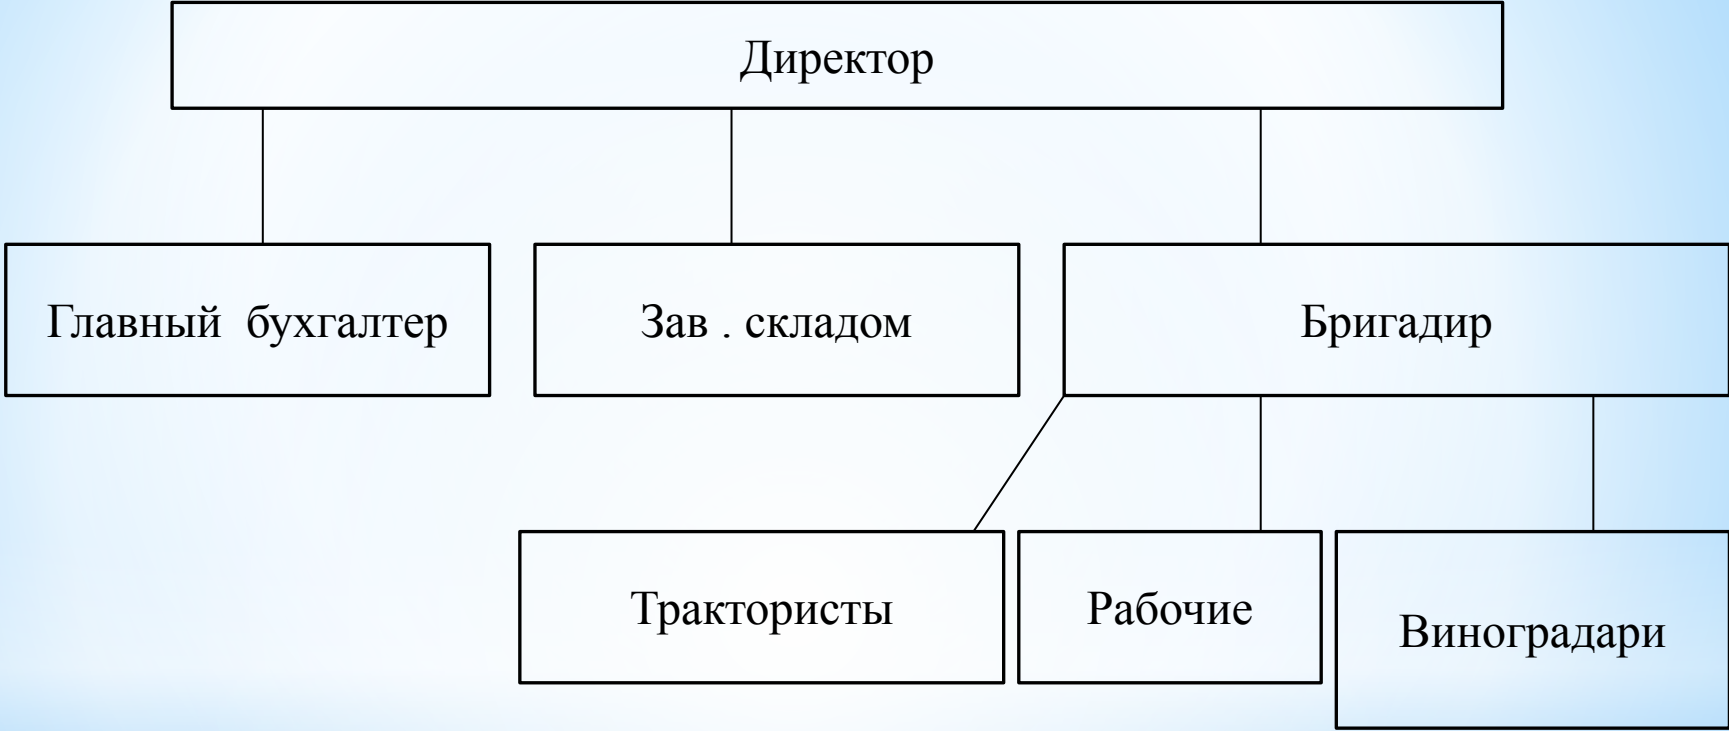 Директор
Главный бухгалтер
Зав . складом
Бригадир
Трактористы
Рабочие
Виноградари